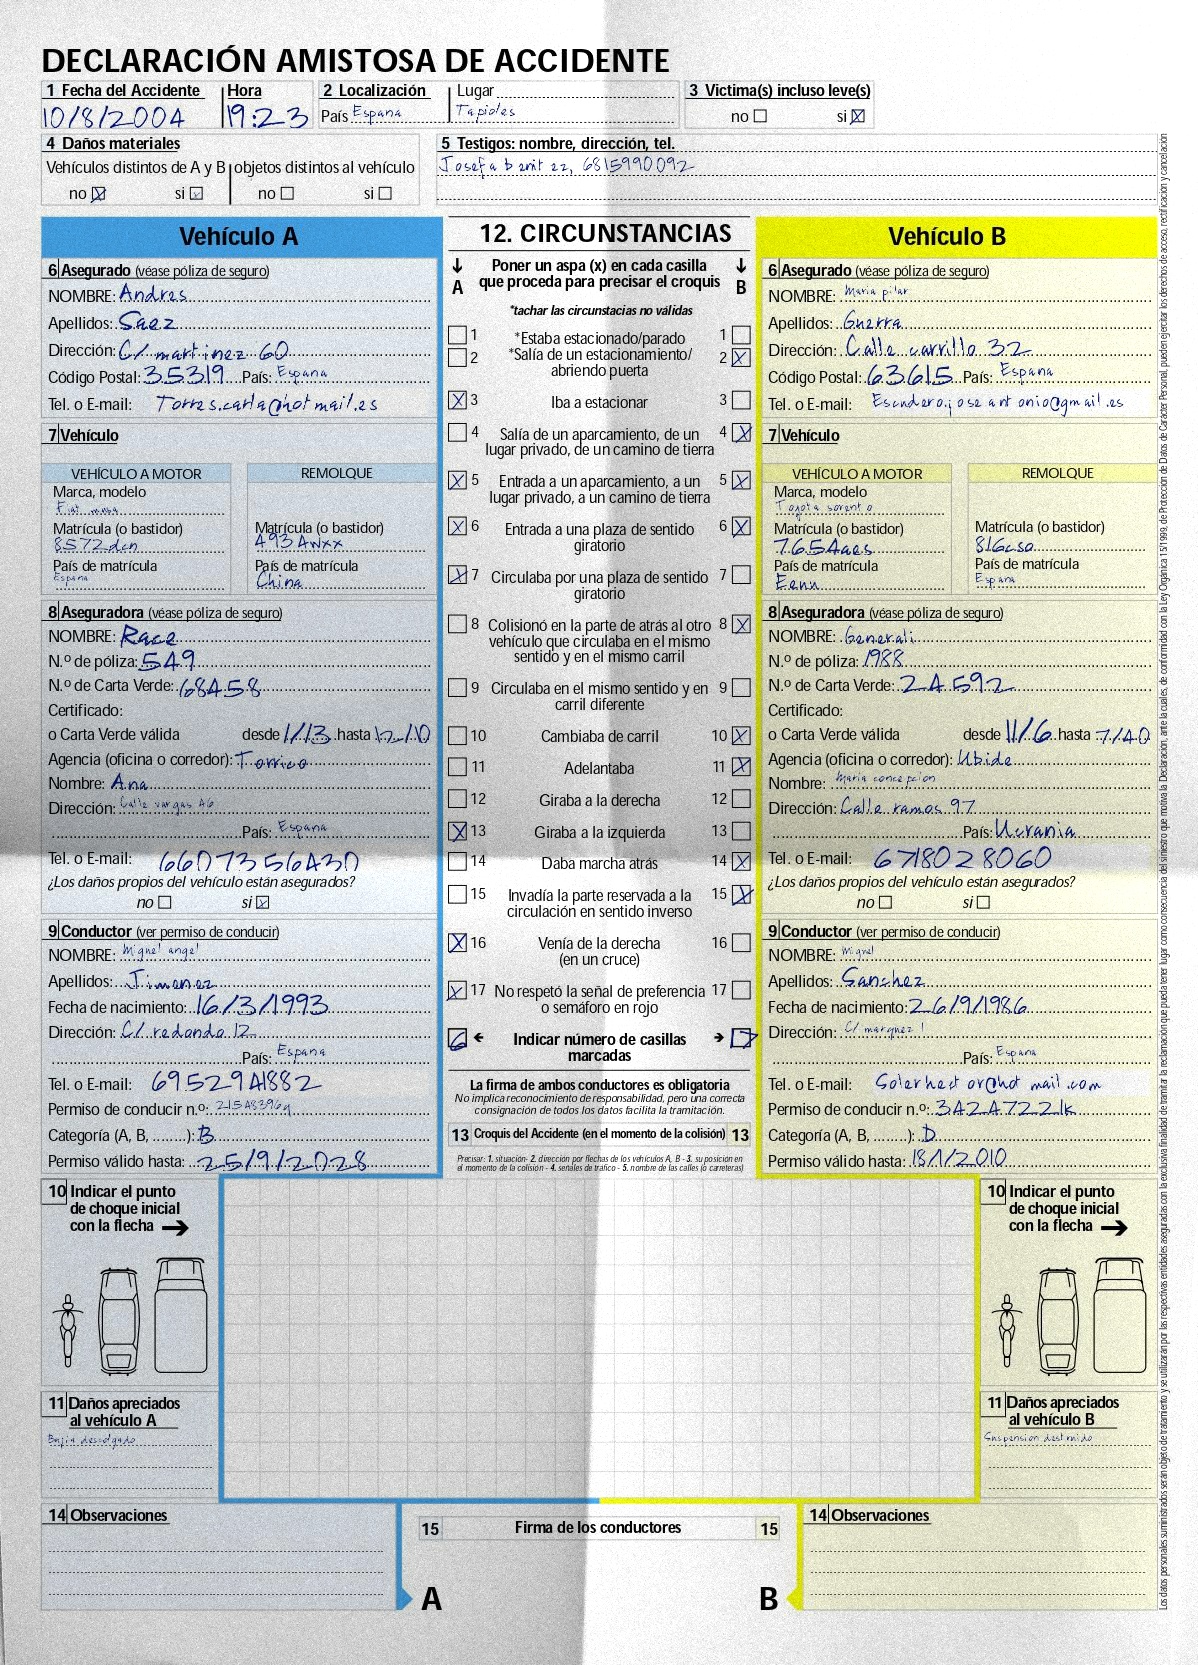 DECLARACIÓN AMISTOSA DE ACCIDENTE
1 Fecha del Accidente Hora 2 Localización Lugar 3 Victima(s) incluso leve(s)
10/8/2004 19:23 País Espana Tapioles no si
4 Daños materiales
Vehículos distintos de A y B objetos distintos al vehículo
no si no si
5 Testigos: nombre, dirección, tel.
Josefa benitez, 6815990092
Vehículo A
6 Asegurado (véase póliza de seguro)
NOMBRE: Andres
Apellidos: Saez
Dirección: C/ martinez 60
Código Postal: 35319 País: Espana
Tel. o E-mail: Torres.carla@hotmail.es
7 Vehículo
VEHÍCULO A MOTOR REMOLQUE
Marca, modelo
Fiat
Matrícula (o bastidor) Matrícula (o bastidor)
8572dcn 493Awxx
País de matrícula País de matrícula
Espana China
8 Aseguradora (véase póliza de seguro)
NOMBRE: Race
N.º de póliza: 549
N.º de Carta Verde: 68458
Certificado:
o Carta Verde válida desde 1/13 hasta 12/10
Agencia (oficina o corredor): Torrico
Nombre: Ana
Dirección: Calle vargas 46
País: Espana
Tel. o E-mail: 6607356430
¿Los daños propios del vehículo están asegurados?
no si
9 Conductor (ver permiso de conducir)
NOMBRE: Miguel angel
Apellidos: Jimenez
Fecha de nacimiento: 16/3/1993
Dirección: C/ redondo 12
País: Espana
Tel. o E-mail: 6952941882
Permiso de conducir n.º: 21548396q
Categoría (A, B, ........): B
Permiso válido hasta: 25/9/2028
12. CIRCUNSTANCIAS
A Poner un aspa (x) en cada casilla que proceda para precisar el croquis B
*tachar las circunstacias no válidas
1 *Estaba estacionado/parado 1
2 *Salía de un estacionamiento/ 2
abriendo puerta
3 Iba a estacionar 3
4 Salía de un aparcamiento, de un 4
lugar privado, de un camino de tierra
5 Entrada a un aparcamiento, a un 5
lugar privado, a un camino de tierra
6 Entrada a una plaza de sentido 6
giratorio
7 Circulaba por una plaza de sentido 7
giratorio
8 Colisionó en la parte de atrás al otro 8
vehículo que circulaba en el mismo
sentido y en el mismo carril
9 Circulaba en el mismo sentido y en 9
carril diferente
10 Cambiaba de carril 10
11 Adelantaba 11
12 Giraba a la derecha 12
13 Giraba a la izquierda 13
14 Daba marcha atrás 14
15 Invadía la parte reservada a la 15
circulación en sentido inverso
16 Venía de la derecha 16
(en un cruce)
17 No respetó la señal de preferencia 17
o semáforo en rojo
6 Indicar número de casillas 7
marcadas
La firma de ambos conductores es obligatoria
No implica reconocimiento de responsabilidad, pero una correcta
consignación de todos los datos facilita la tramitación.
13 Croquis del Accidente (en el momento de la colisión) 13
Precisar: 1. situación- 2. dirección por flechas de los vehículos A, B - 3. su posición en
el momento de la colisión - 4. señales de tráfico - 5. nombre de las calles (o carreteras)
Vehículo B
6 Asegurado (véase póliza de seguro)
NOMBRE: Maria pilar
Apellidos: Guerra
Dirección: Calle carrillo 32
Código Postal: 63615 País: Espana
Tel. o E-mail: Escudero.joseantonio@gmail.es
7 Vehículo
VEHÍCULO A MOTOR REMOLQUE
Marca, modelo
Toyota sorento
Matrícula (o bastidor) Matrícula (o bastidor)
7654aes 816cso
País de matrícula País de matrícula
Eeuu Espana
8 Aseguradora (véase póliza de seguro)
NOMBRE: Generali
N.º de póliza: 1988
N.º de Carta Verde: 24592
Certificado:
o Carta Verde válida desde 11/6 hasta 7/40
Agencia (oficina o corredor): Ubide
Nombre: Maria concepcion
Dirección: Calle ramos 97
País: Ucrania
Tel. o E-mail: 6718028060
¿Los daños propios del vehículo están asegurados?
no si
9 Conductor (ver permiso de conducir)
NOMBRE: Miguel
Apellidos: Sanchez
Fecha de nacimiento: 26/9/1986
Dirección: C/ marquez 1
País: Espana
Tel. o E-mail: Solerhector@hotmail.com
Permiso de conducir n.º: 34247221k
Categoría (A, B, ........): D
Permiso válido hasta: 18/1/2010
10 Indicar el punto
de choque inicial
con la flecha
11 Daños apreciados
al vehículo A
Bujia descolgado
10 Indicar el punto
de choque inicial
con la flecha
11 Daños apreciados
al vehículo B
Suspension destruido
14 Observaciones
15 Firma de los conductores 15
A B
14 Observaciones
Los datos personales suministrados serán objeto de tratamiento y se utilizarán por las respectivas entidades aseguradas con la exclusiva finalidad de tramitar la reclamación que pueda tener lugar como consecuencia del siniestro que motiva la Declaración, ante la cuales, de conformidad con la Ley Orgánica 15/1999, de Protección de Datos de Carácter Personal, pueden ejercitar los derechos de acceso, rectificación y cancelación